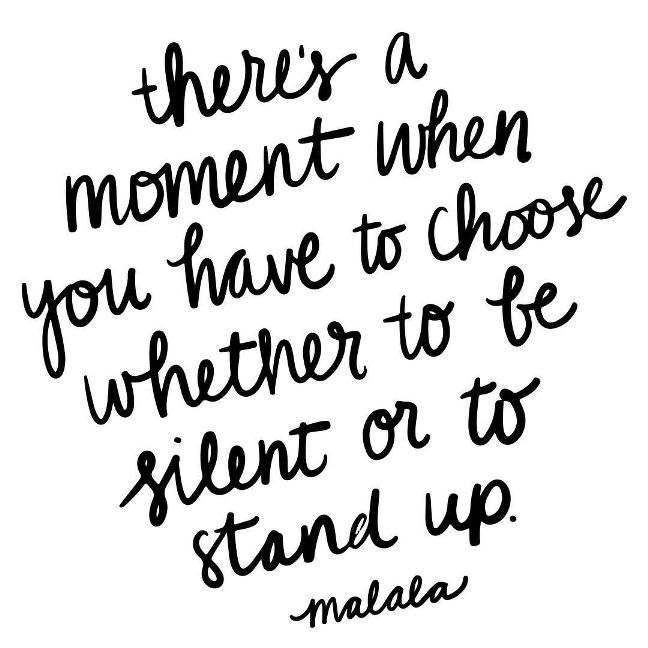 there's a
moment when
you have to choose
whether to be
silent or to
stand up.
malala